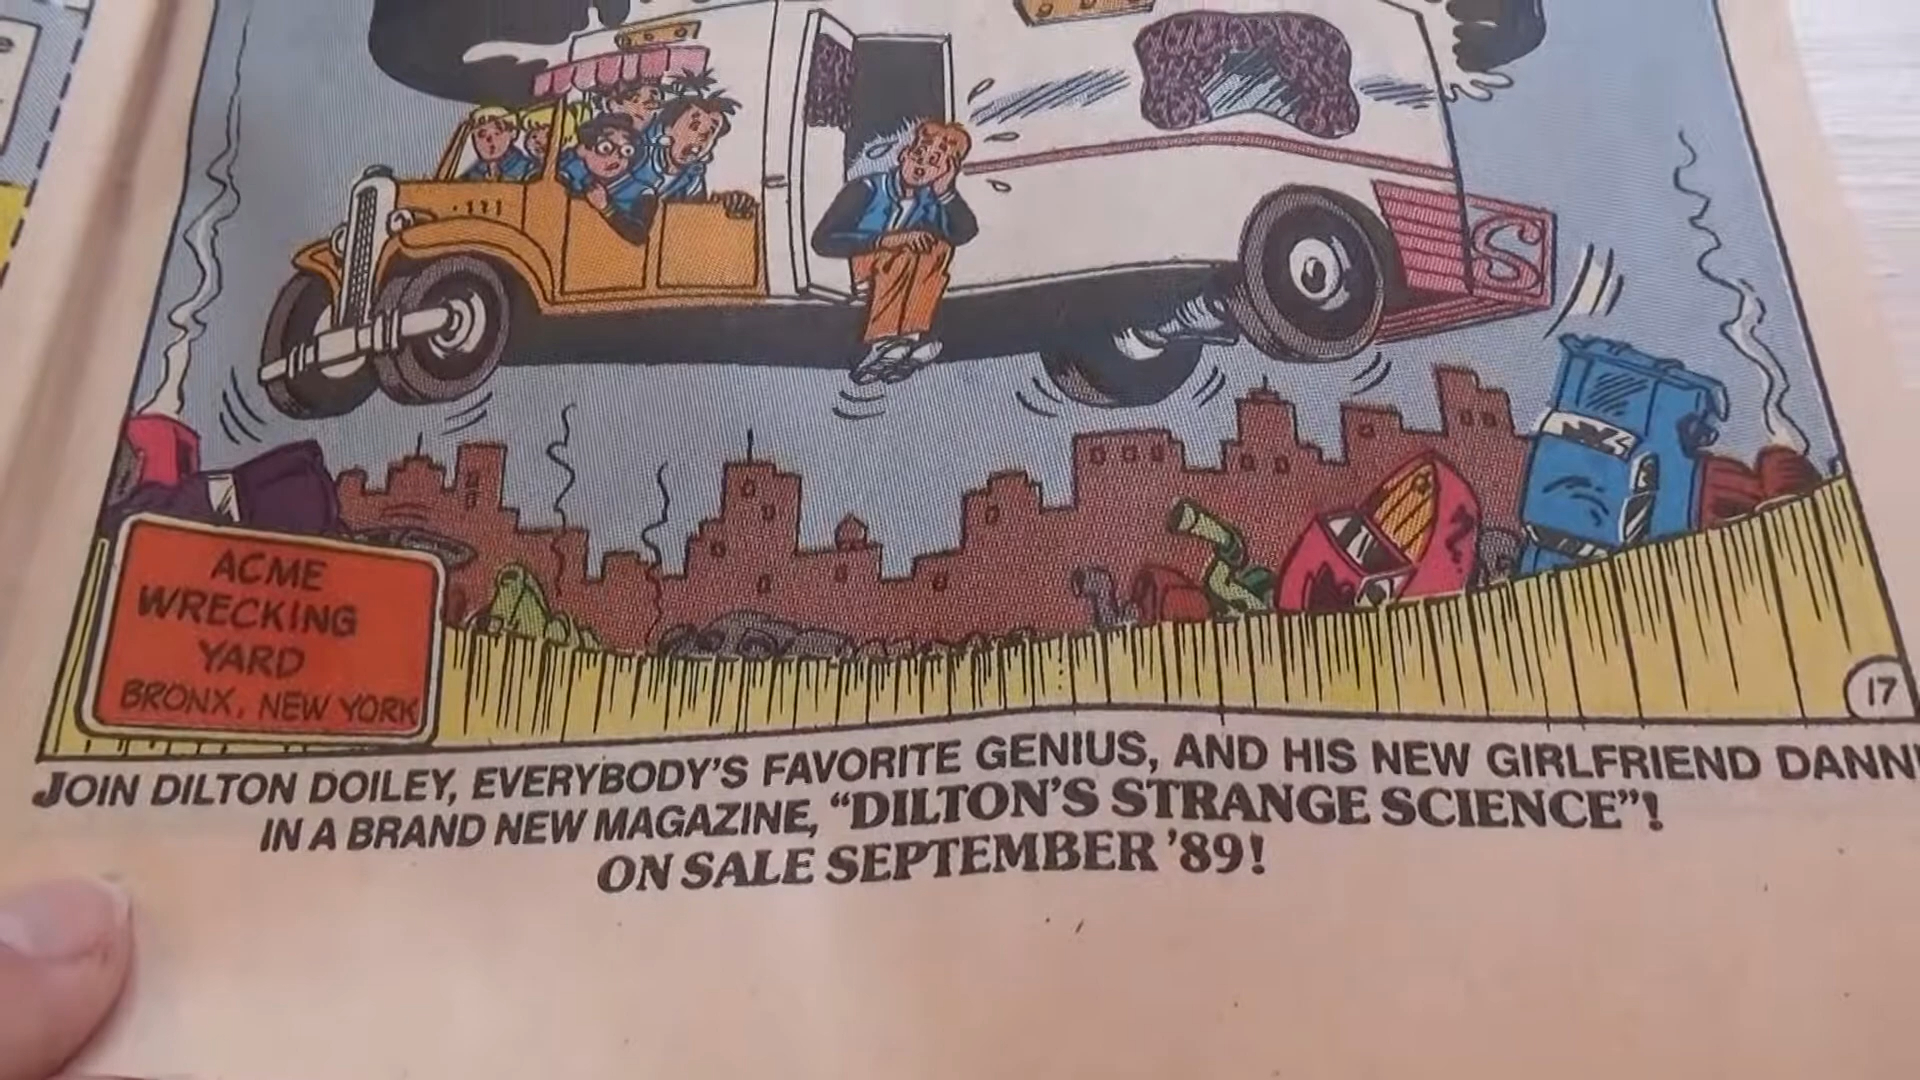 S
ACME
WRECKING
YARD
BRONX, NEW YORK
17
JOIN DILTON DOILEY, EVERYBODY'S FAVORITE GENIUS, AND HIS NEW GIRLFRIEND DANN
IN A BRAND NEW MAGAZINE, “DILTON'S STRANGE SCIENCE”!
ON SALE SEPTEMBER '89!